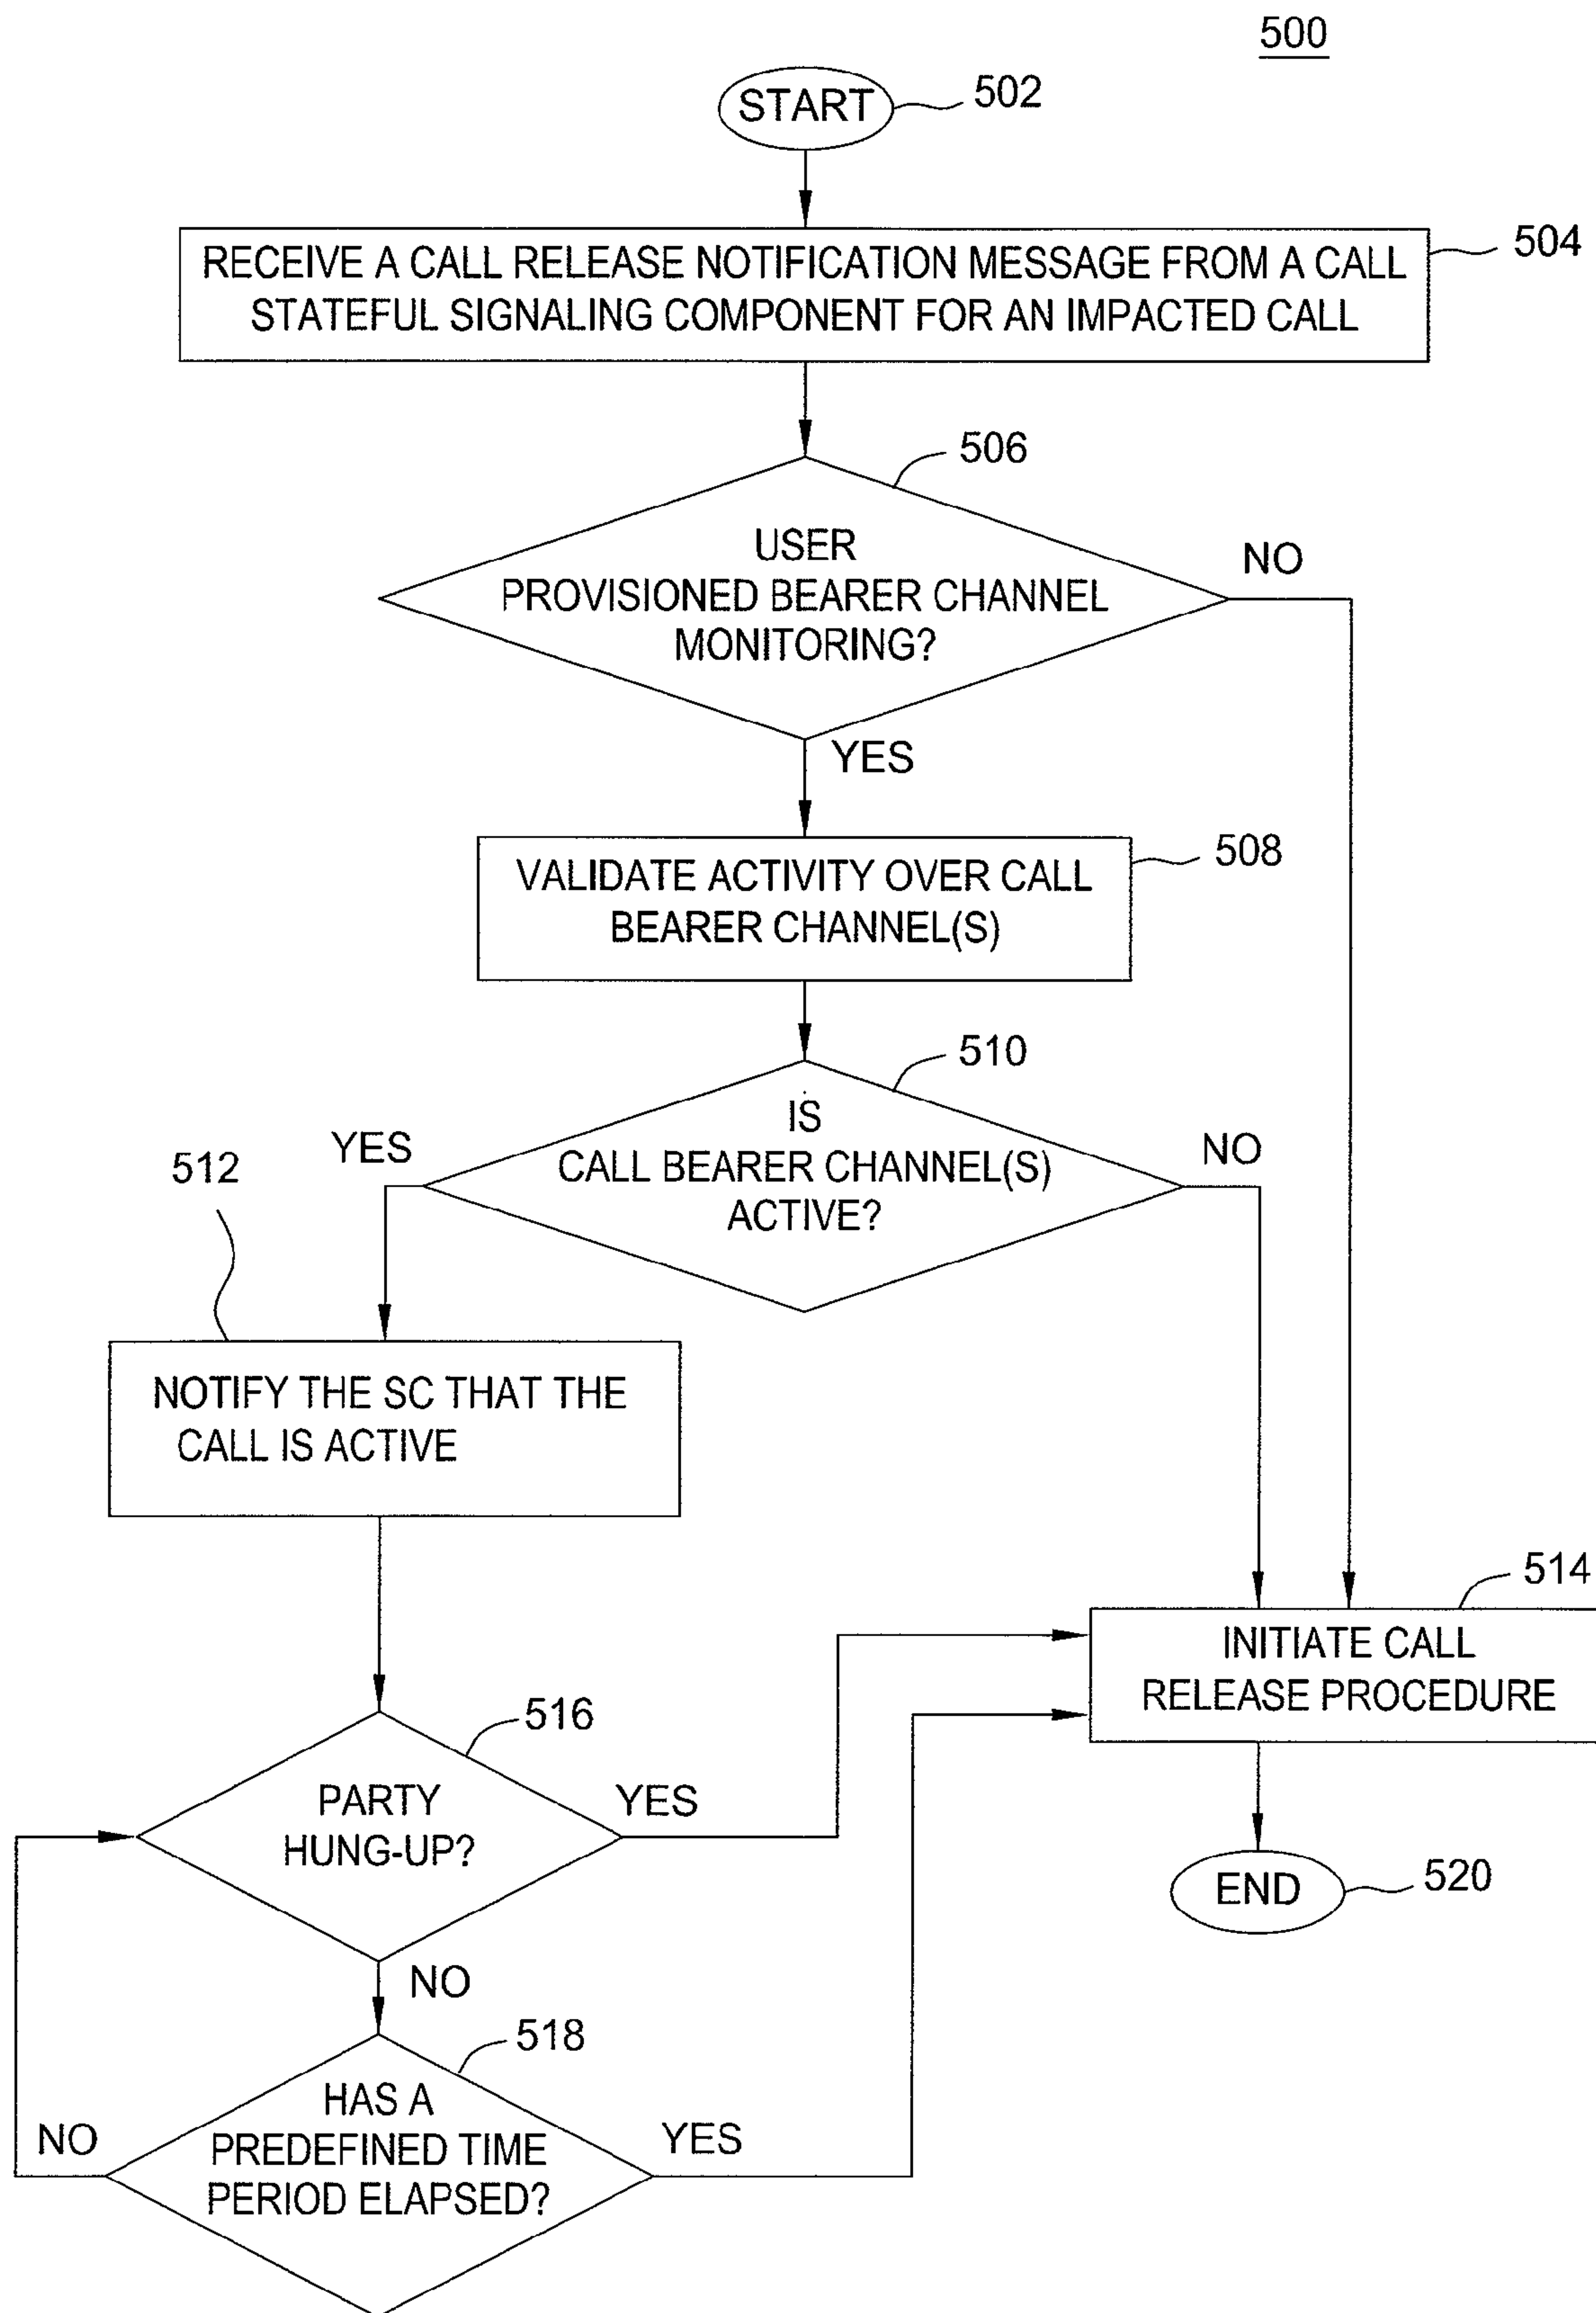 500
START
502
RECEIVE A CALL RELEASE NOTIFICATION MESSAGE FROM A CALL
STATEFUL SIGNALING COMPONENT FOR AN IMPACTED CALL
504
506
USER
PROVISIONED BEARER CHANNEL
MONITORING?
NO
YES
VALIDATE ACTIVITY OVER CALL
BEARER CHANNEL(S)
508
510
IS
CALL BEARER CHANNEL(S)
ACTIVE?
YES
NO
512
NOTIFY THE SC THAT THE
CALL IS ACTIVE
514
INITIATE CALL
RELEASE PROCEDURE
516
PARTY
HUNG-UP?
YES
NO
END
520
518
HAS A
PREDEFINED TIME
PERIOD ELAPSED?
NO
YES